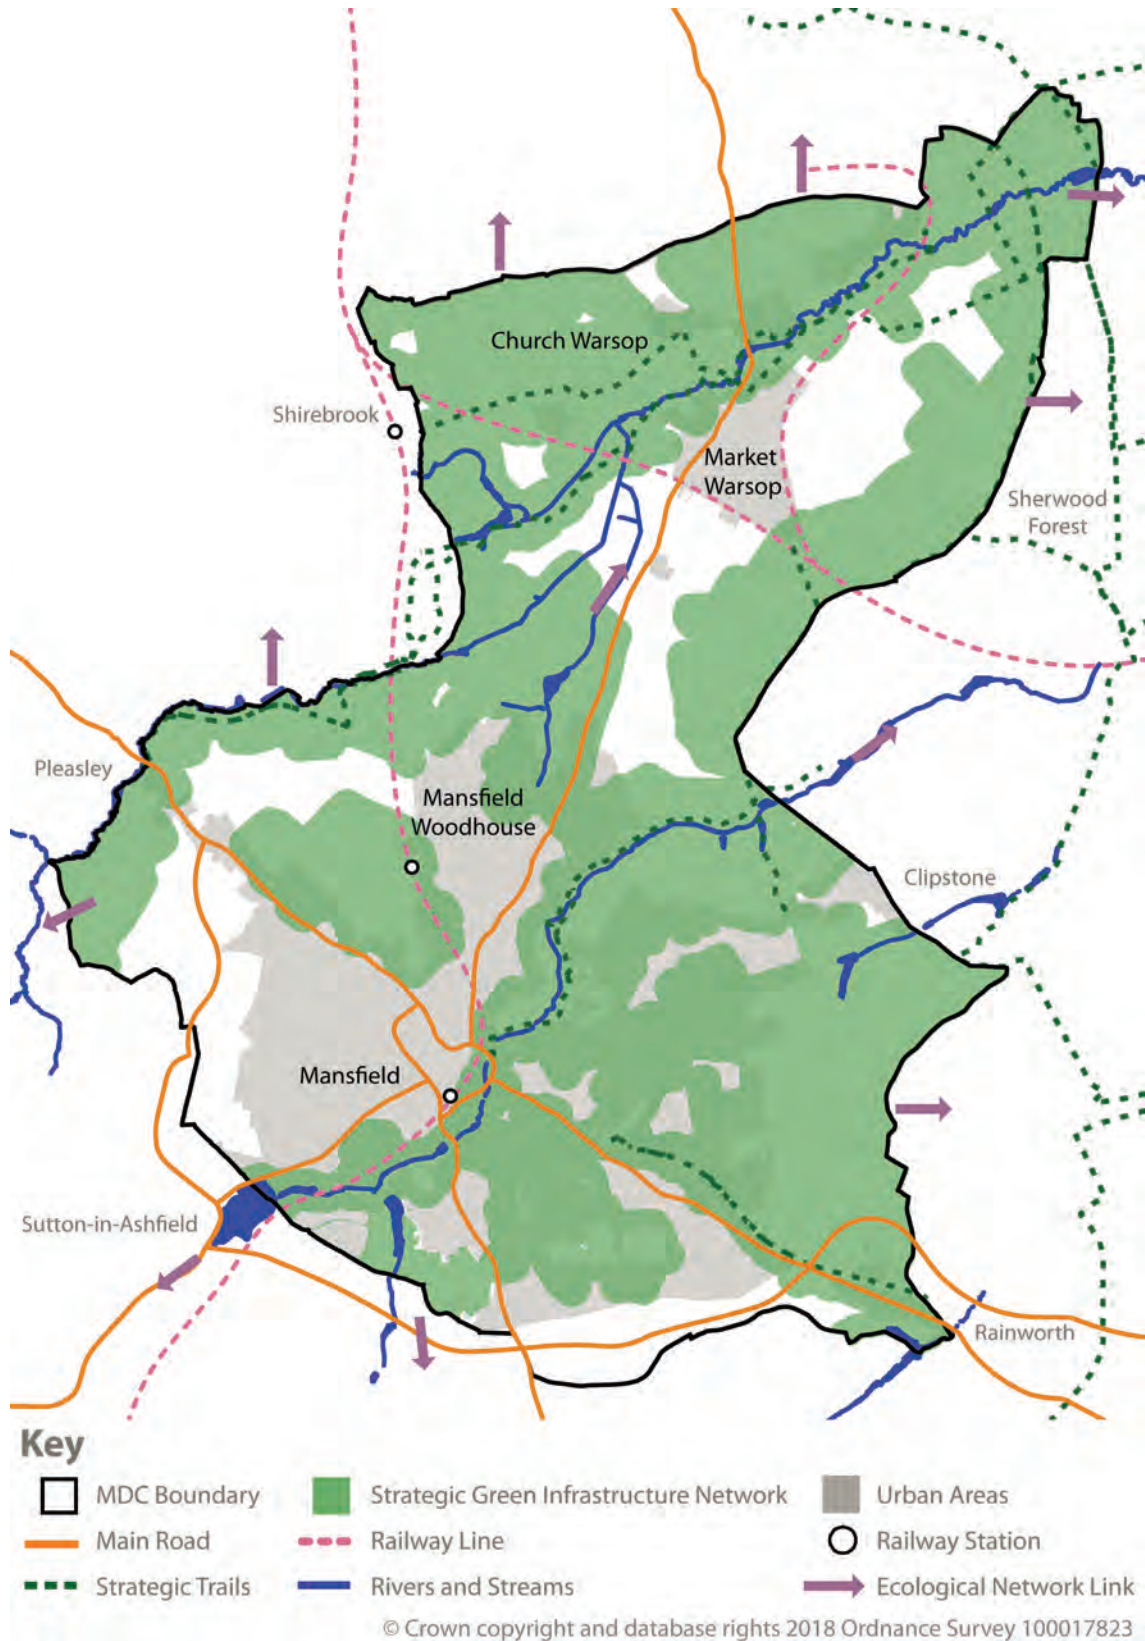 Church Warsop
Shirebrook
Market
Warsop
Sherwood
Forest
Pleasley
Mansfield
Woodhouse
Clipstone
Mansfield
Sutton-in-Ashfield
Rainworth
Key
MDC Boundary
Strategic Green Infrastructure Network
Urban Areas
Main Road
Railway Line
Railway Station
Strategic Trails
Rivers and Streams
Ecological Network Link
© Crown copyright and database rights 2018 Ordnance Survey 100017823